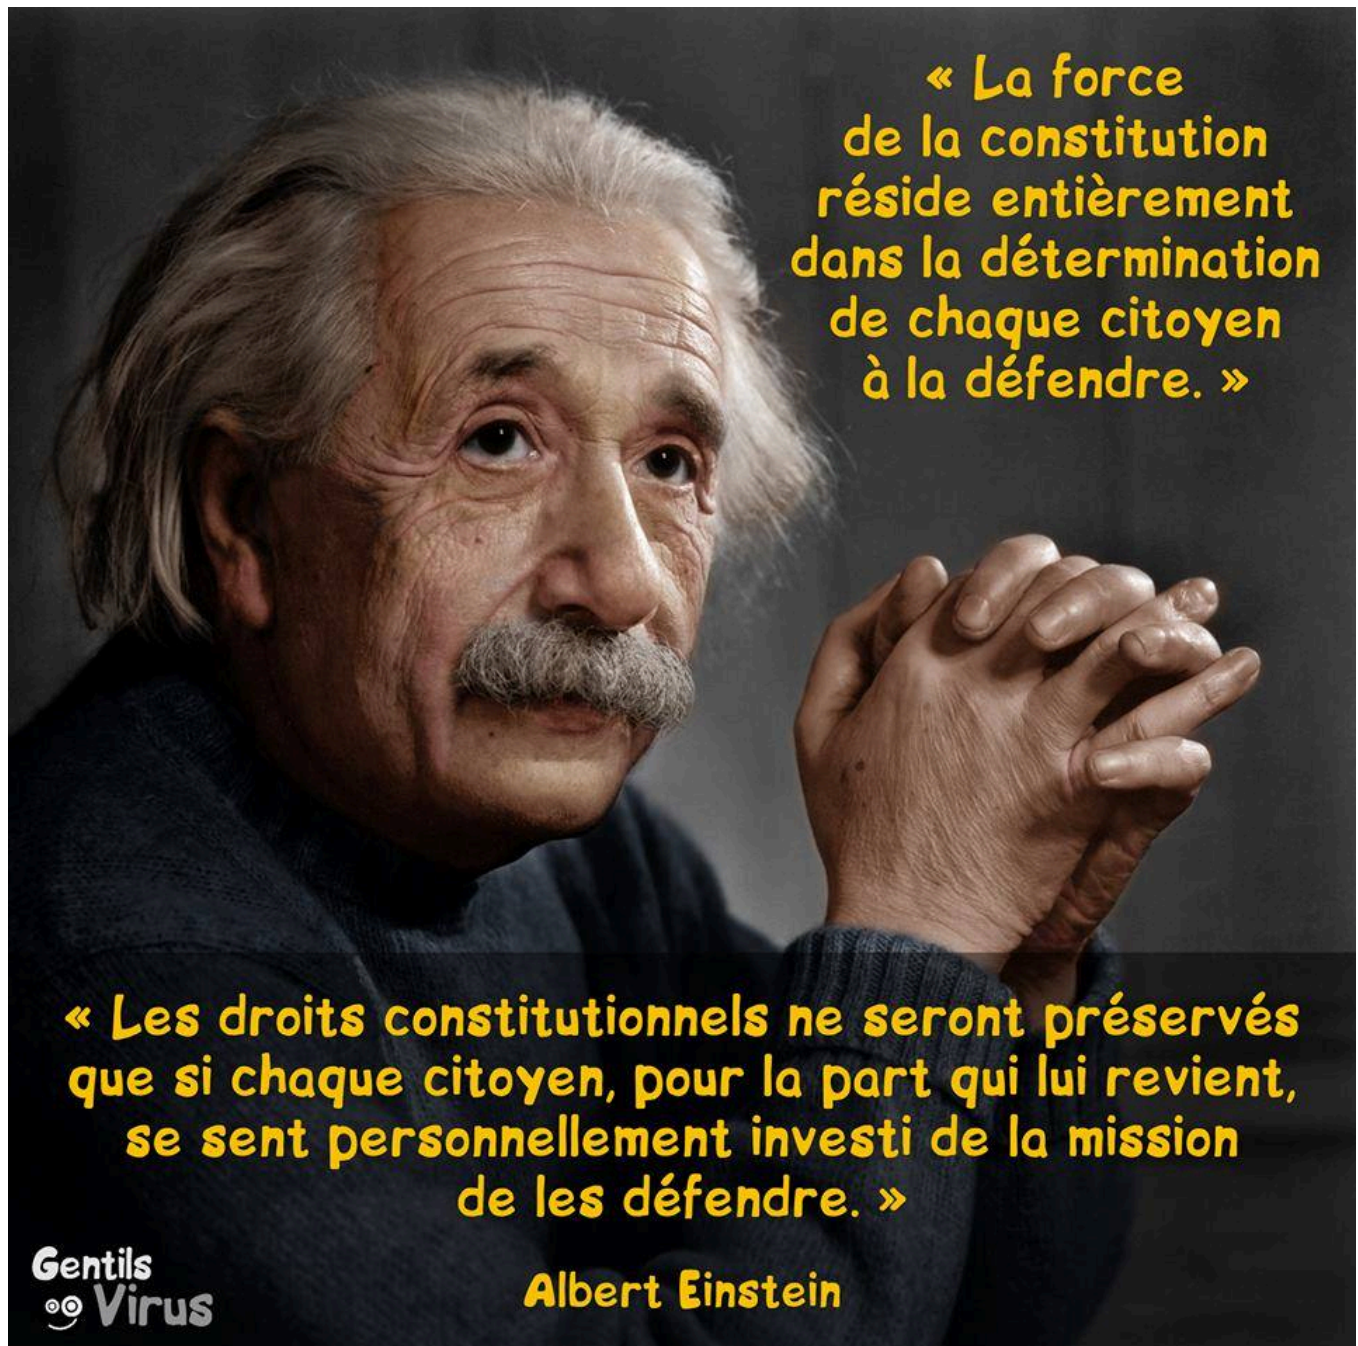 « La force
de la constitution
réside entièrement
dans la détermination
de chaque citoyen
à la défendre. »
« Les droits constitutionnels ne seront préservés
que si chaque citoyen, pour la part qui lui revient,
se sent personnellement investi de la mission
de les défendre. »
Albert Einstein
Gentils
Virus